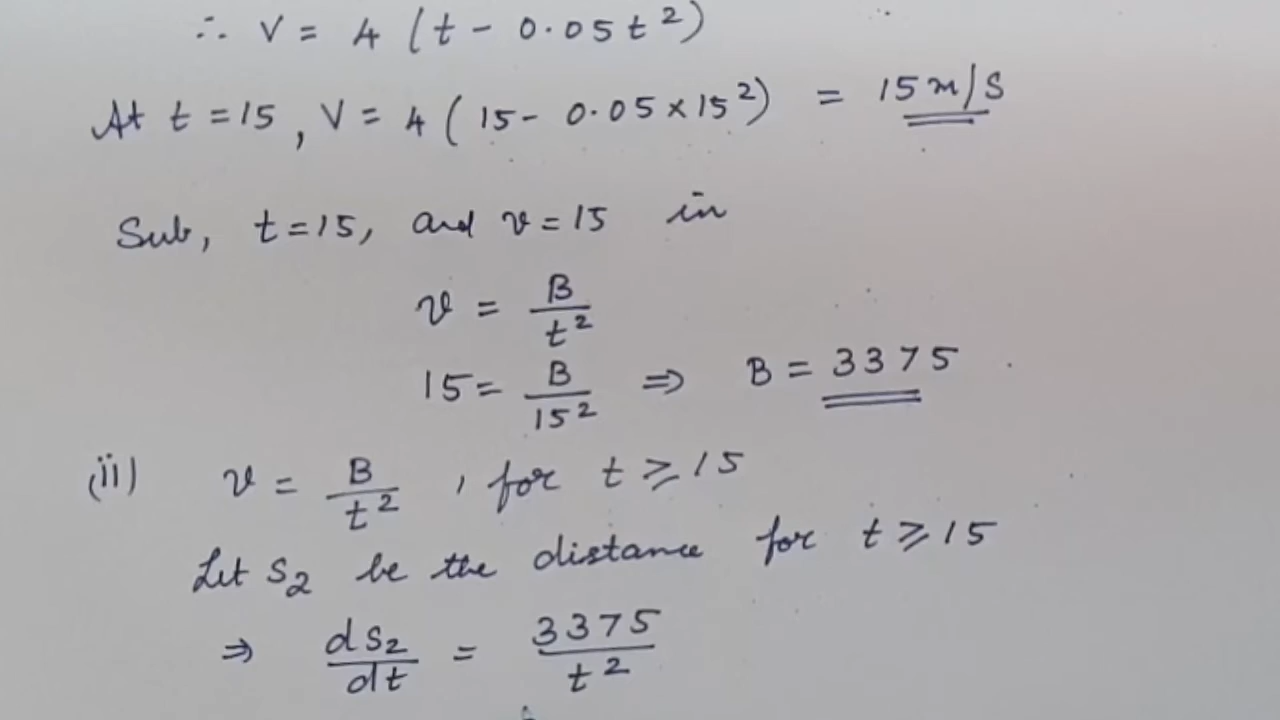 ∴ V = 4 (t - 0.05t²)
At t = 15, V = 4 ( 15 - 0.05 × 15²) = 15 m/s
Sub, t = 15, and v = 15 in
v = B/t²
15 = B/15² ⇒ B = 3375
(ii) v = B/t² , for t ≥ 15
Let S₂ be the distance for t ≥ 15
⇒ dS₂/dt = 3375/t²